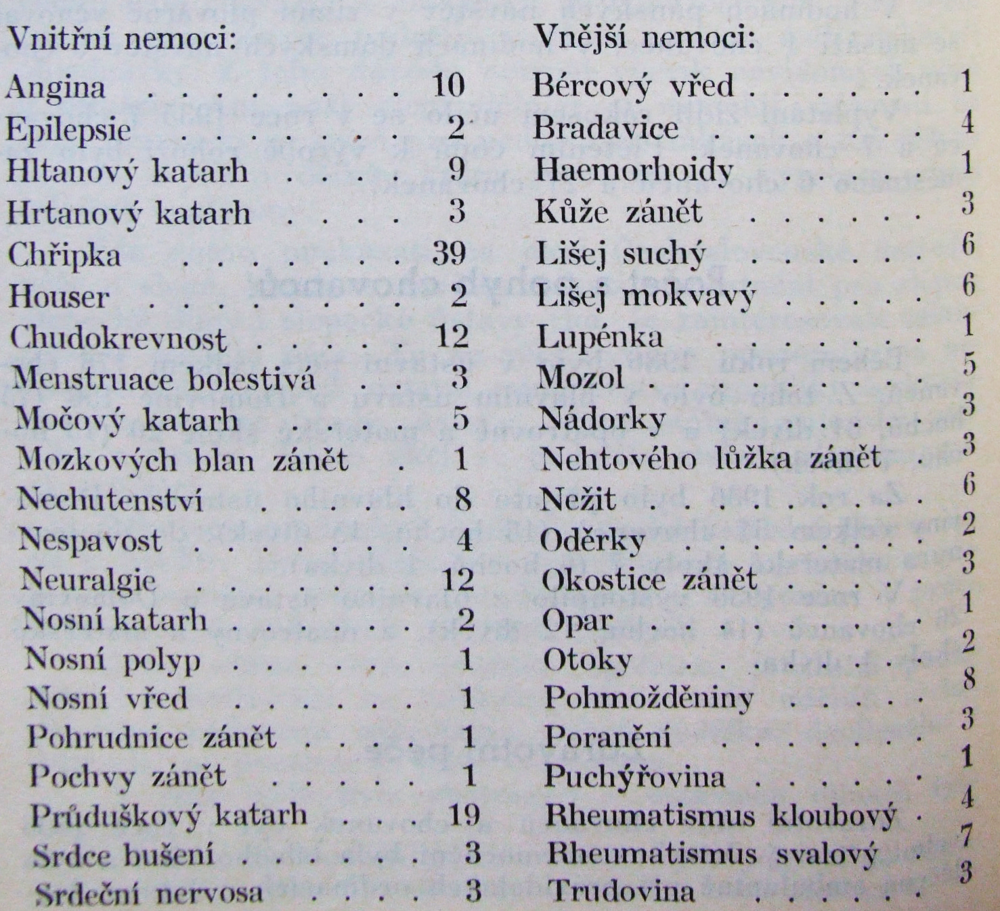 Vnitřní nemoci:
Angina . . . . . . . . 10
Epilepsie . . . . . . . 2
Hltanový katarh . . . . 9
Hrtanový katarh . . . . 3
Chřipka . . . . . . . 39
Houser . . . . . . . . 2
Chudokrevnost . . . . . 12
Menstruace bolestivá . . 3
Močový katarh . . . . 5
Mozkových blan zánět . 1
Nechutenství . . . . . 8
Nespavost . . . . . . . 4
Neuralgie . . . . . . . 12
Nosní katarh . . . . . . 2
Nosní polyp . . . . . . 1
Nosní vřed . . . . . . 1
Pohrudnice zánět . . . . 1
Pochvy zánět . . . . . 1
Průduškový katarh . . . 19
Srdce bušení . . . . . . 3
Srdeční nervosa . . . . 3
Vnější nemoci:
Bércový vřed . . . . . . 1
Bradavice . . . . . . . 4
Haemorhoidy . . . . . 1
Kůže zánět . . . . . . 3
Lišej suchý . . . . . . 6
Lišej mokvavý . . . . . 6
Lupénka . . . . . . . 1
Mozol . . . . . . . . . 5
Nádorky . . . . . . . 3
Nehtového lůžka zánět . 3
Nežit . . . . . . . . . 6
Oděrky . . . . . . . . 2
Okostice zánět . . . . . 3
Opar . . . . . . . . . 1
Otoky . . . . . . . . 2
Pohmožděniny . . . . . 8
Poranění . . . . . . . 3
Puchýřovina . . . . . . 1
Rheumatismus kloubový . 4
Rheumatismus svalový . 7
Trudovina . . . . . . 3